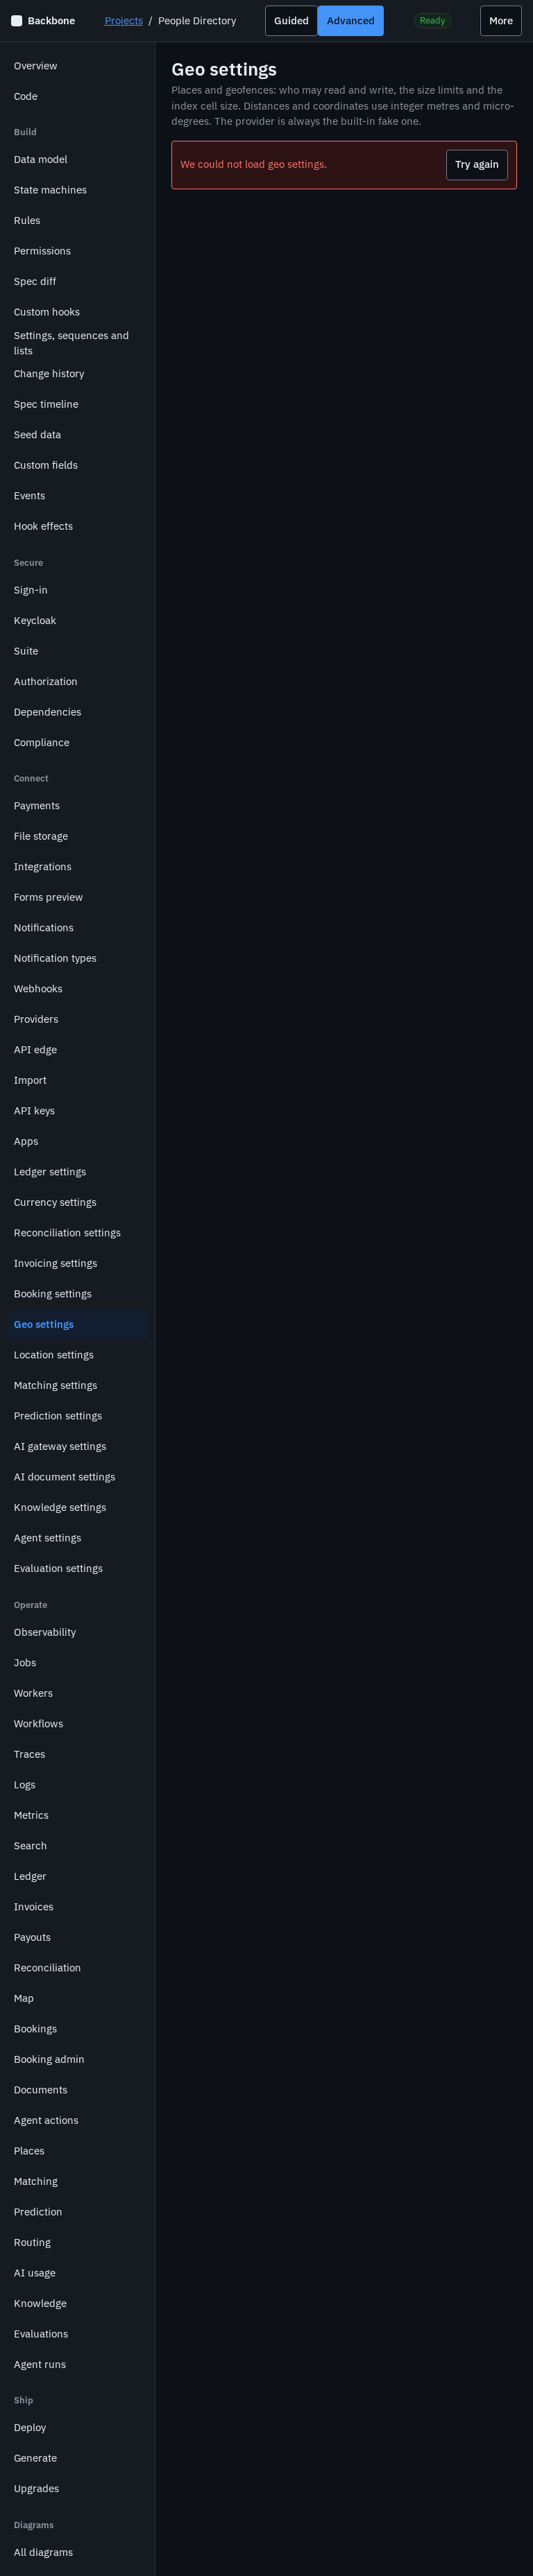 Backbone
Projects / People Directory
Guided
Advanced
Ready
More
Overview
Code
Build
Data model
State machines
Rules
Permissions
Spec diff
Custom hooks
Settings, sequences and
lists
Change history
Spec timeline
Seed data
Custom fields
Events
Hook effects
Secure
Sign-in
Keycloak
Suite
Authorization
Dependencies
Compliance
Connect
Payments
File storage
Integrations
Forms preview
Notifications
Notification types
Webhooks
Providers
API edge
Import
API keys
Apps
Ledger settings
Currency settings
Reconciliation settings
Invoicing settings
Booking settings
Geo settings
Location settings
Matching settings
Prediction settings
AI gateway settings
AI document settings
Knowledge settings
Agent settings
Evaluation settings
Operate
Observability
Jobs
Workers
Workflows
Traces
Logs
Metrics
Search
Ledger
Invoices
Payouts
Reconciliation
Map
Bookings
Booking admin
Documents
Agent actions
Places
Matching
Prediction
Routing
AI usage
Knowledge
Evaluations
Agent runs
Ship
Deploy
Generate
Upgrades
Diagrams
All diagrams
Geo settings
Places and geofences: who may read and write, the size limits and the
index cell size. Distances and coordinates use integer metres and micro-
degrees. The provider is always the built-in fake one.
We could not load geo settings.
Try again